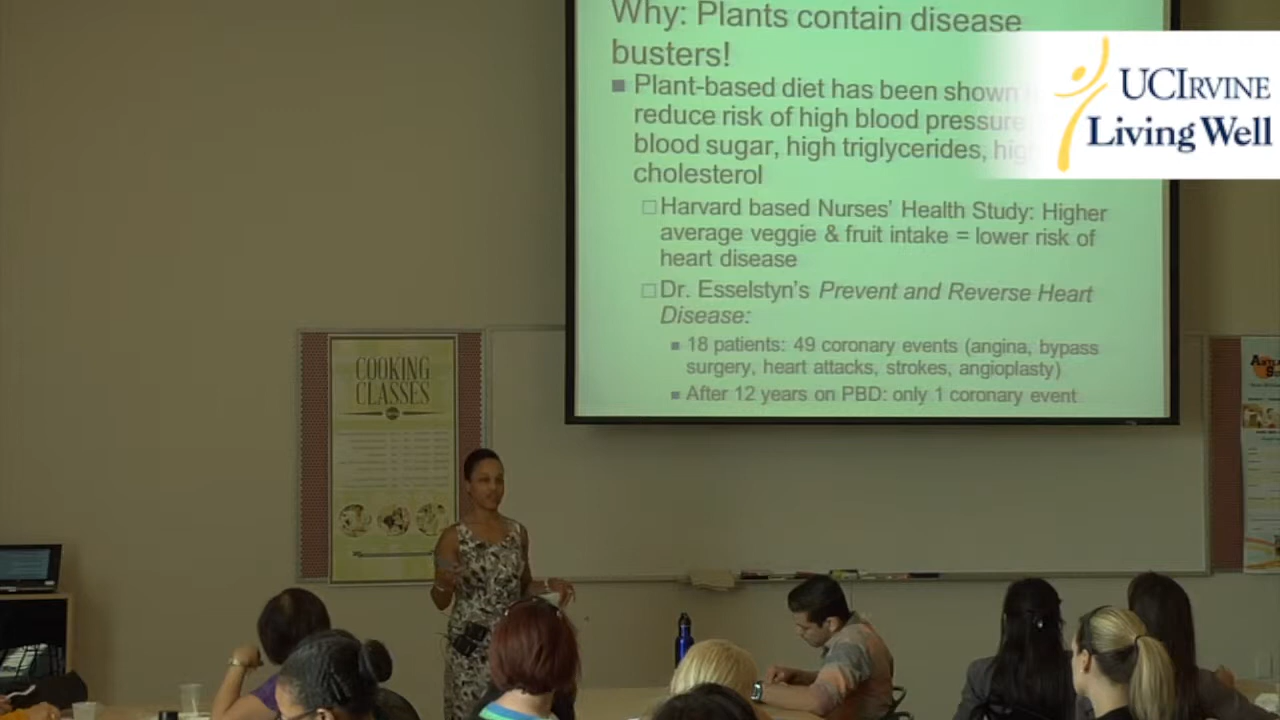 Why: Plants contain disease
busters!
Plant-based diet has been shown
reduce risk of high blood pressure
blood sugar, high triglycerides, hig
cholesterol
Harvard based Nurses' Health Study: Higher
average veggie & fruit intake = lower risk of
heart disease
Dr. Esselstyn's Prevent and Reverse Heart
Disease:
18 patients: 49 coronary events (angina, bypass
surgery, heart attacks, strokes, angioplasty)
After 12 years on PBD: only 1 coronary event
UCIRVINE
Living Well
COOKING
CLASSES